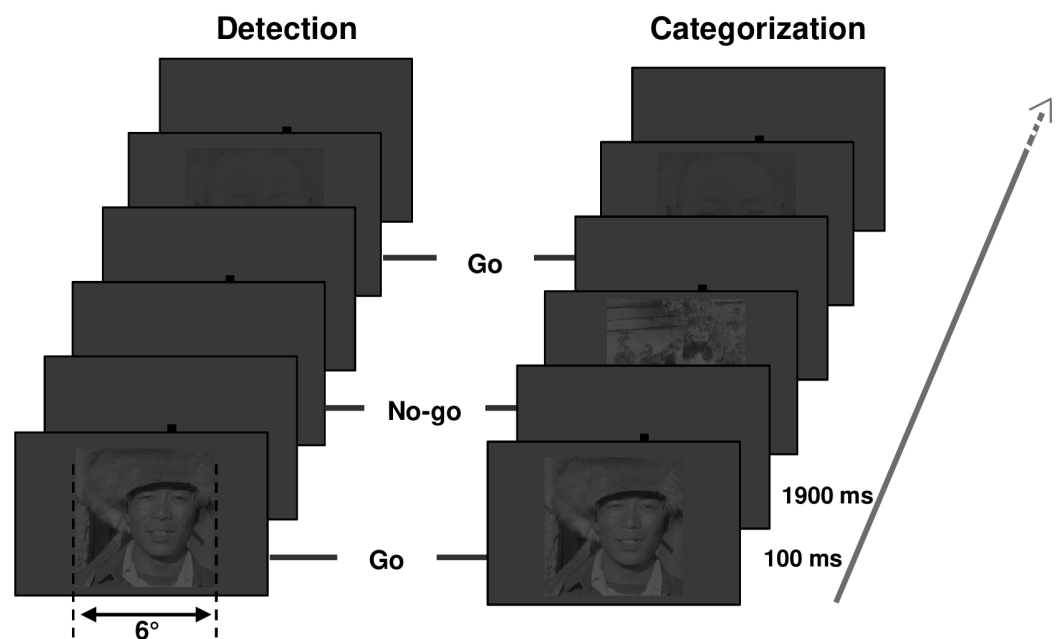 Detection
Categorization
Go
No-go
1900 ms
Go
100 ms
6°